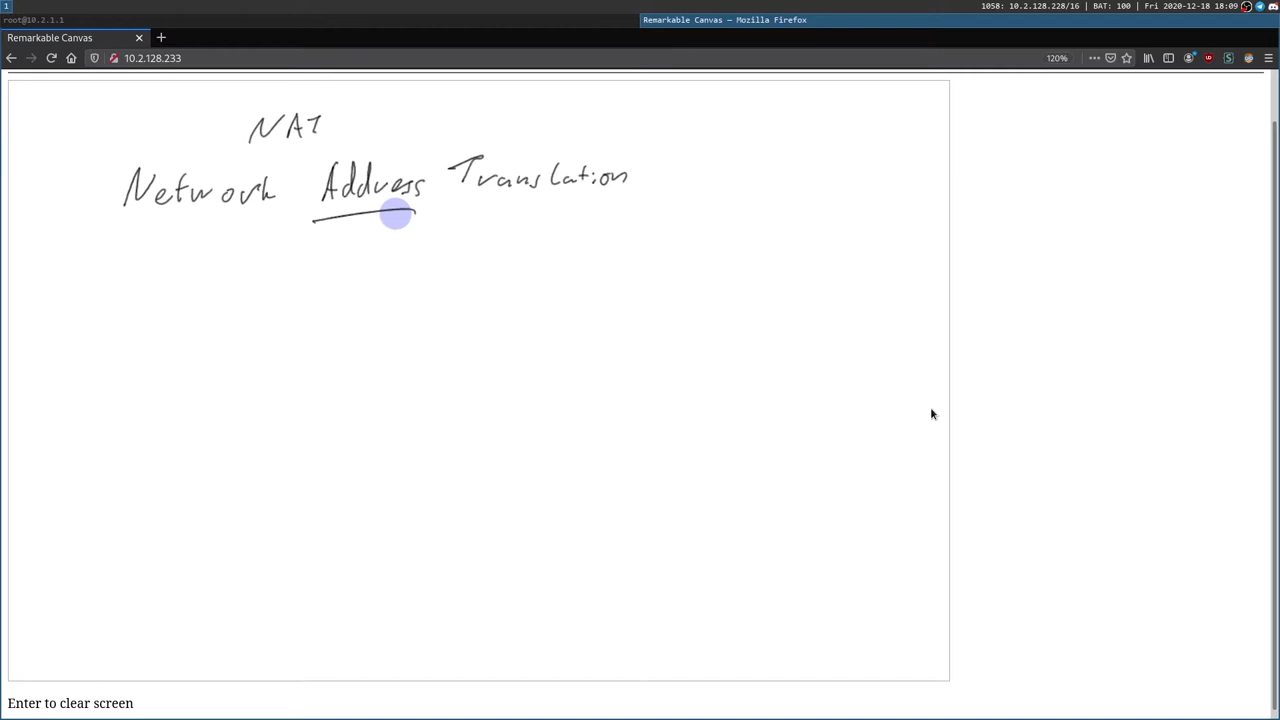 1
1058: 10.2.128.228/16 | BAT: 100 | Fri 2020-12-18 18:09
root@10.2.1.1
Remarkable Canvas — Mozilla Firefox
Remarkable Canvas
10.2.128.233
120%
NAT
Network Address Translation
Enter to clear screen